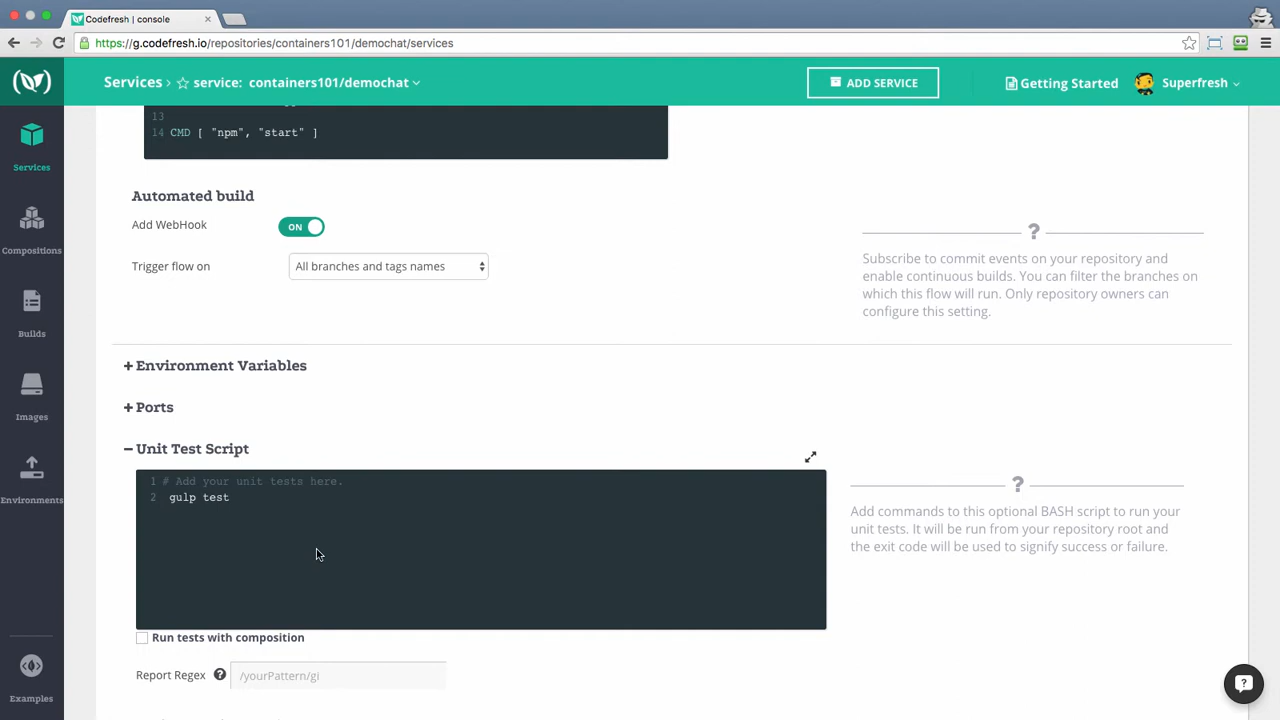 Codefresh | console
https://g.codefresh.io/repositories/containers101/demochat/services
Services > service: containers101/demochat
ADD SERVICE
Getting Started
Superfresh
Services
Compositions
Builds
Images
Environments
Examples
13
14 CMD [ "npm", "start" ]
Automated build
Add WebHook
ON
Trigger flow on
All branches and tags names
?
Subscribe to commit events on your repository and
enable continuous builds. You can filter the branches on
which this flow will run. Only repository owners can
configure this setting.
+ Environment Variables
+ Ports
− Unit Test Script
1 # Add your unit tests here.
2 gulp test
?
Add commands to this optional BASH script to run your
unit tests. It will be run from your repository root and
the exit code will be used to signify success or failure.
Run tests with composition
Report Regex ? /yourPattern/gi